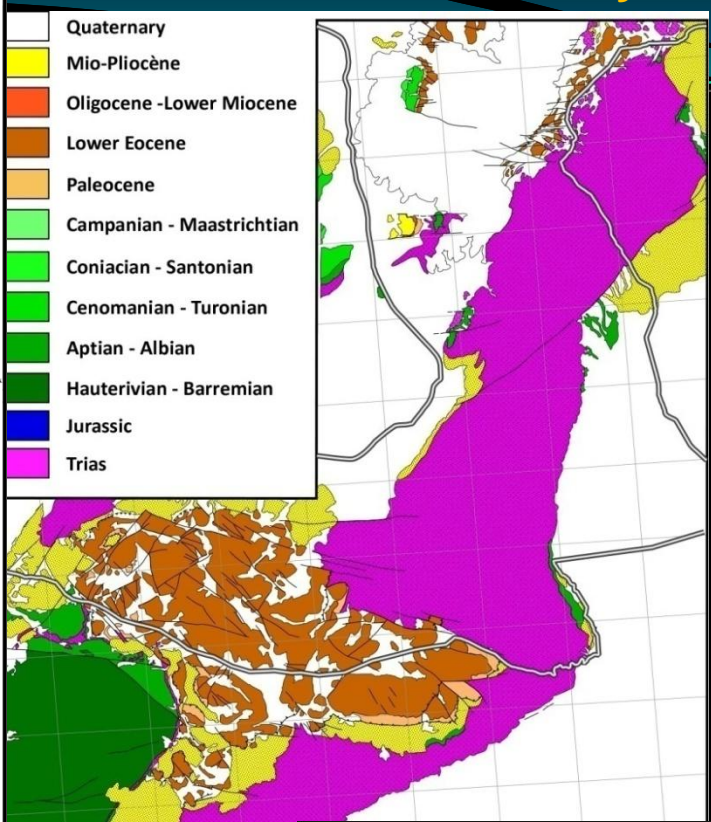 Quaternary
Mio-Pliocène
Oligocene -Lower Miocene
Lower Eocene
Paleocene
Campanian - Maastrichtian
Coniacian - Santonian
Cenomanian - Turonian
Aptian - Albian
Hauterivian - Barremian
Jurassic
Trias